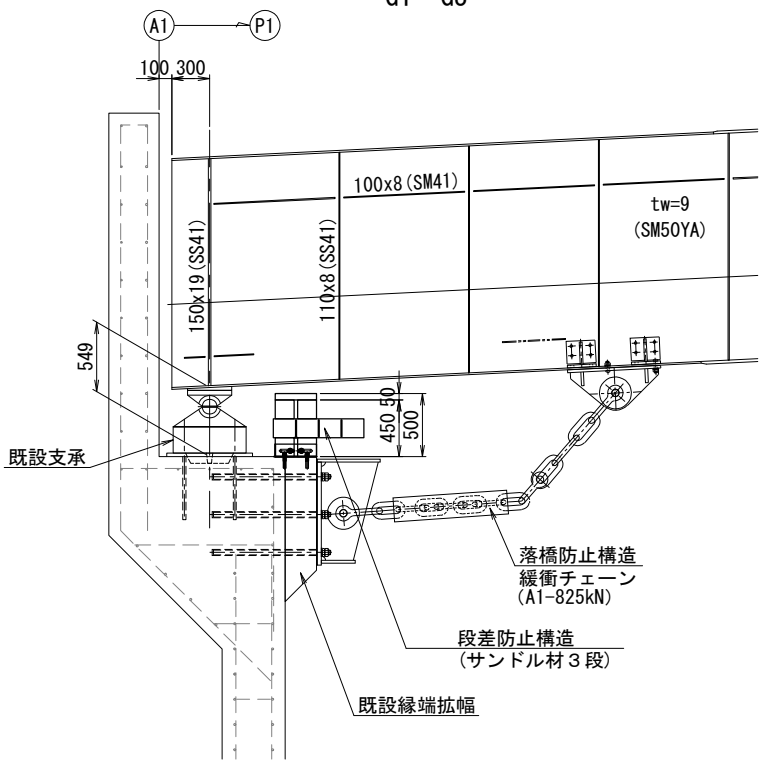 A1
P1
100 300
100x8(SM41)
tw=9
(SM50YA)
150x19(SS41)
110x8(SS41)
549
450 50
500
既設支承
落橋防止構造
緩衝チェーン
(A1-825kN)
段差防止構造
(サンドル材3段)
既設縁端拡幅